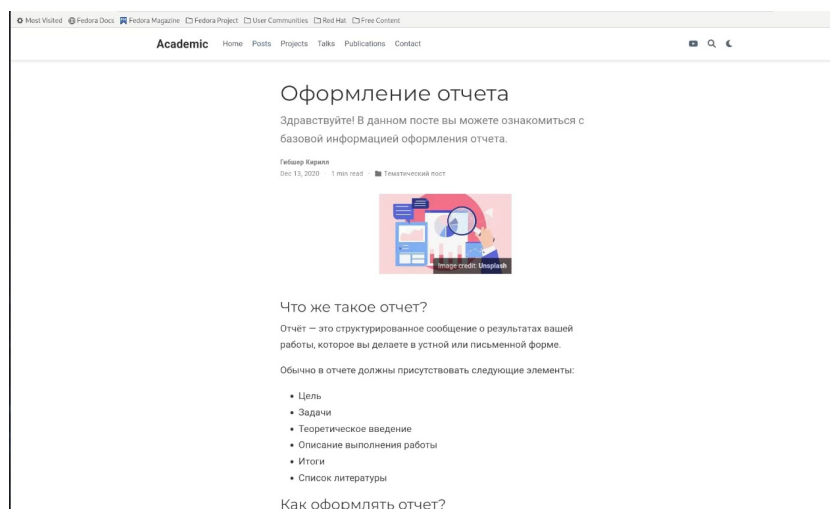 Most Visited Fedora Docs Fedora Magazine Fedora Project User Communities Red Hat Free Content
Academic Home Posts Projects Talks Publications Contact
Оформление отчета
Здравствуйте! В данном посте вы можете ознакомиться с
базовой информацией оформления отчета.
Гибшер Кирилл
Dec 13, 2020 · 1 min read · Тематический пост
Image credit: Unsplash
Что же такое отчет?
Отчёт — это структурированное сообщение о результатах вашей
работы, которое вы делаете в устной или письменной форме.
Обычно в отчете должны присутствовать следующие элементы:
• Цель
• Задачи
• Теоретическое введение
• Описание выполнения работы
• Итоги
• Список литературы
Как оформлять отчет?